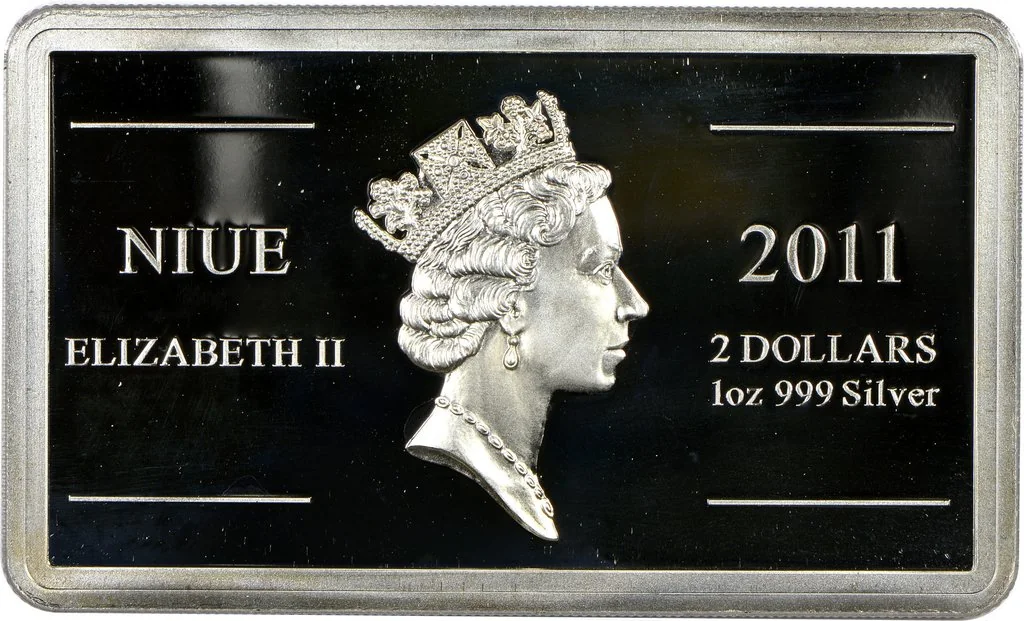 NIUE
ELIZABETH II
2011
2 DOLLARS
1oz 999 Silver